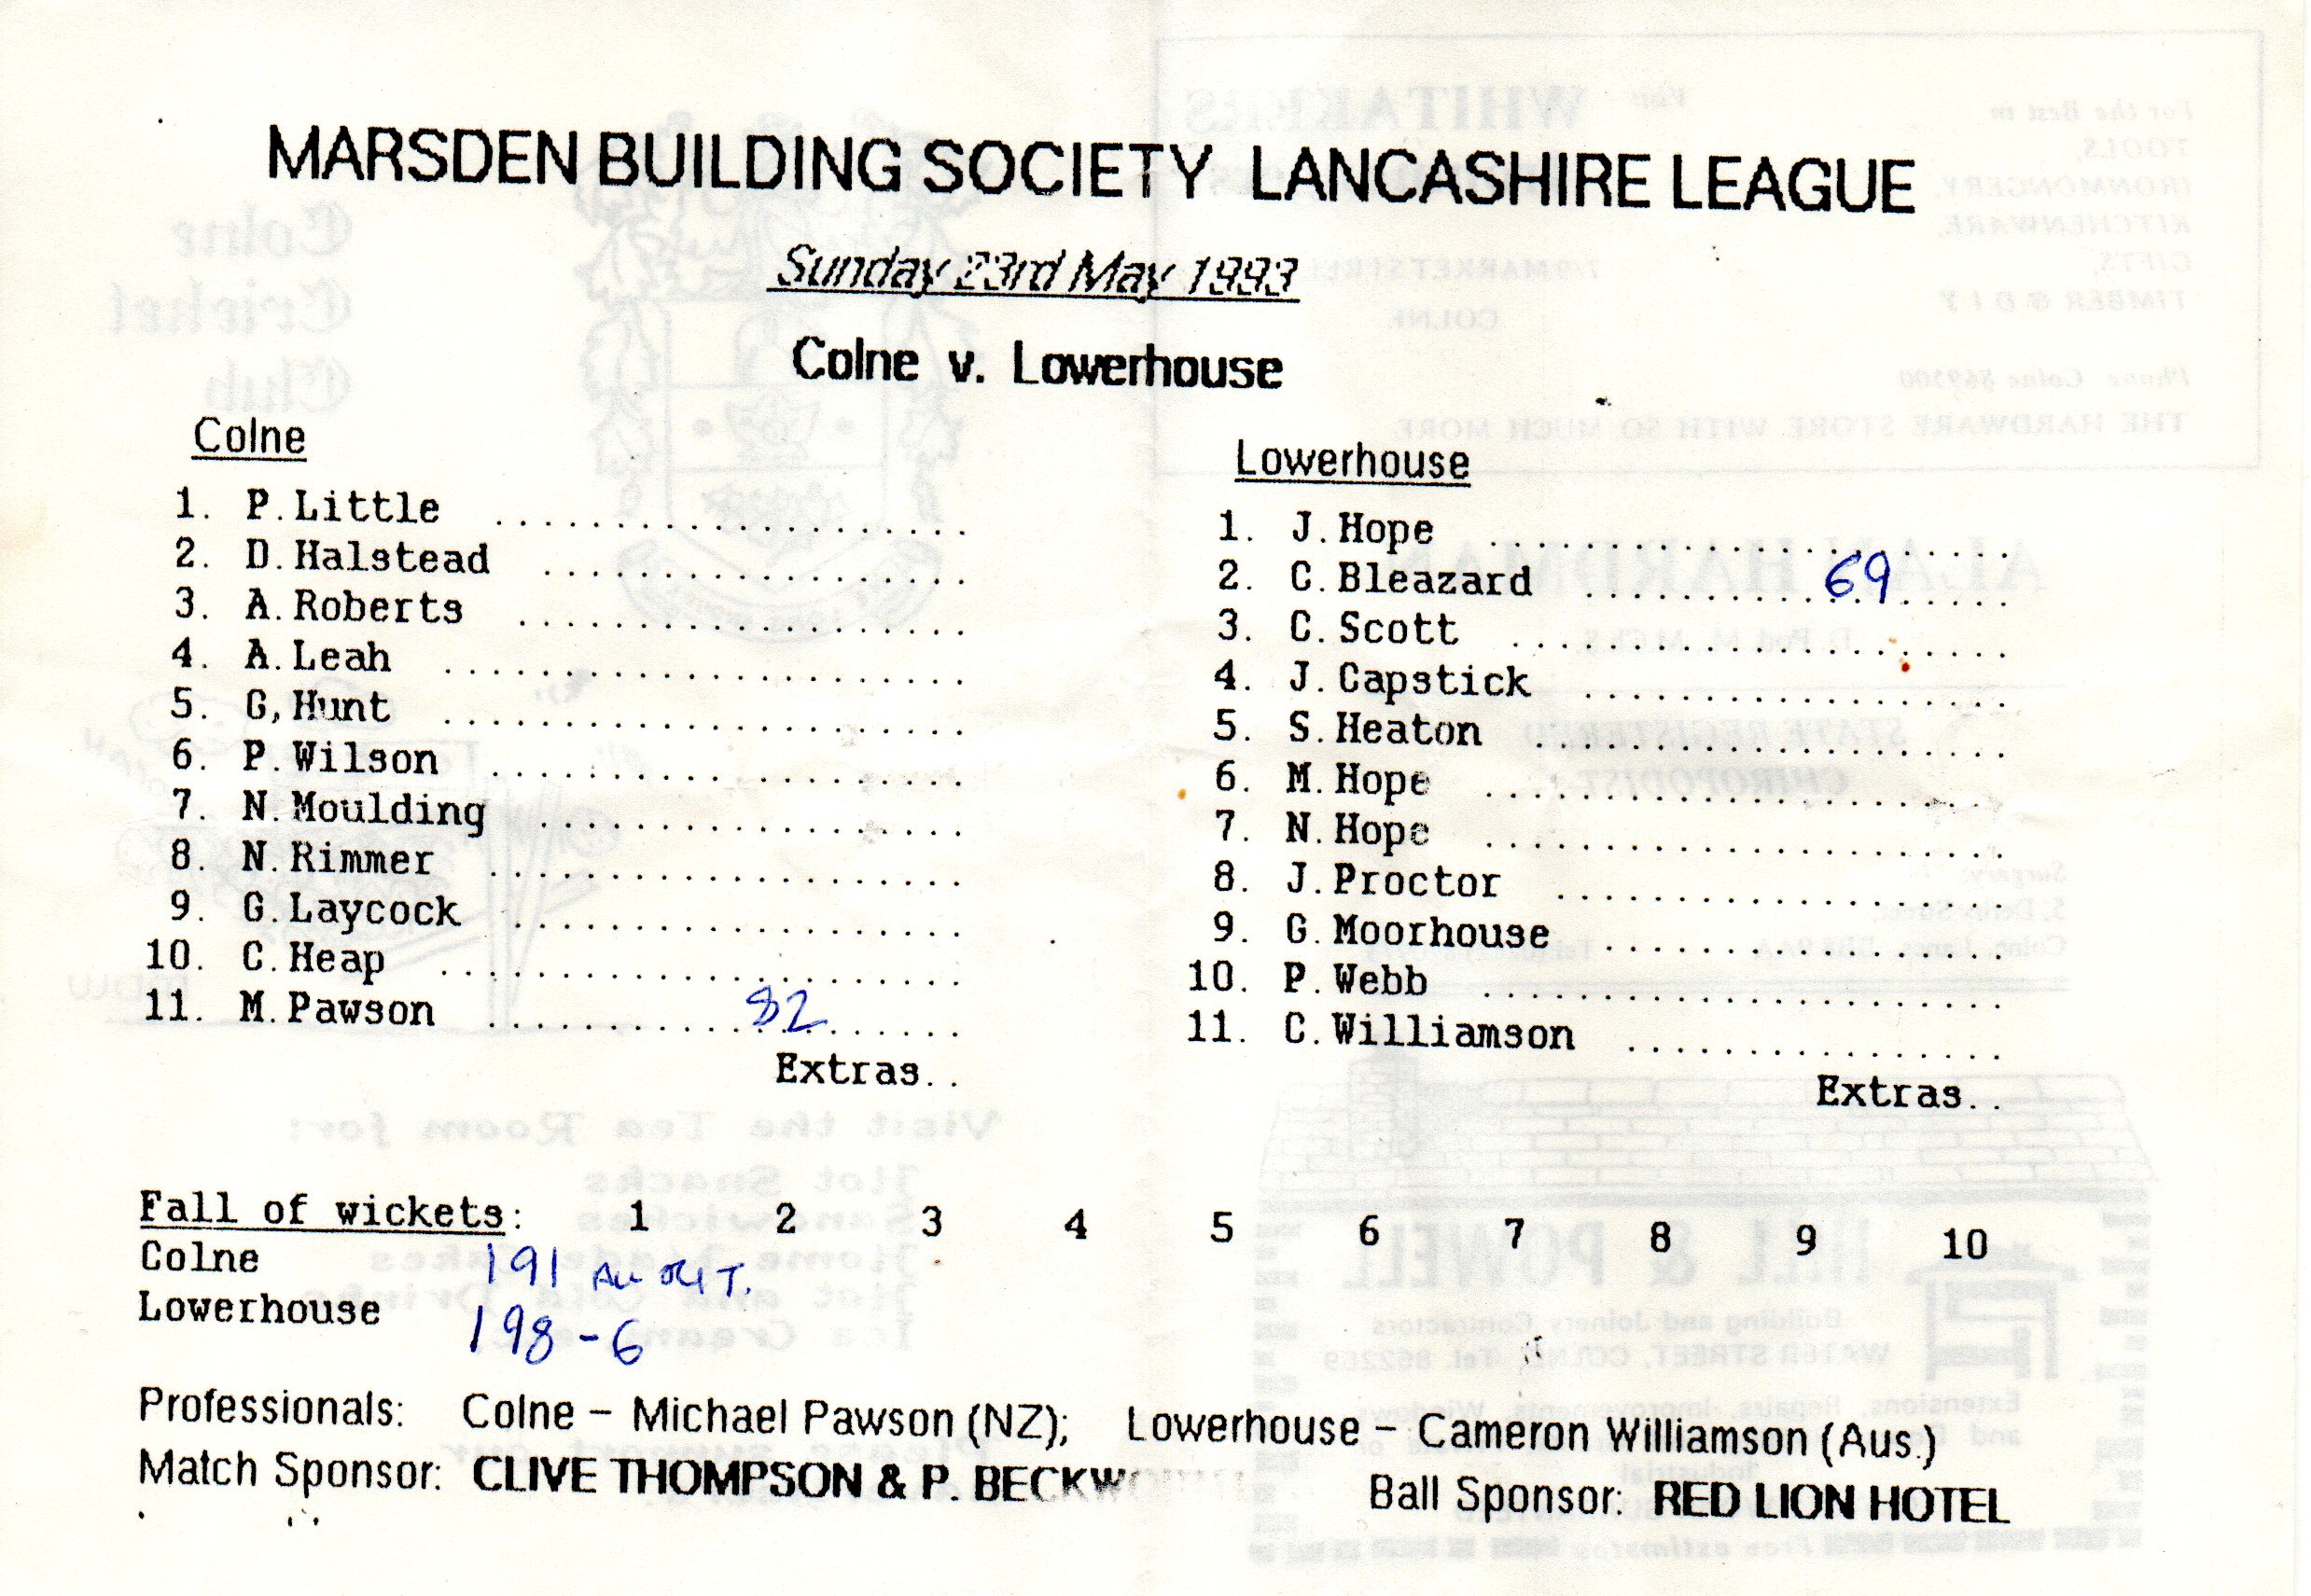 MARSDEN BUILDING SOCIETY LANCASHIRE LEAGUE
Sunday 23rd May 1993
Colne v. Lowerhouse
Colne
1. P.Little
2. D.Halstead
3. A.Roberts
4. A.Leah
5. G,Hunt
6. P.Wilson
7. N.Moulding
8. N.Rimmer
9. G.Laycock
10. C.Heap
11. M.Pawson 82
Extras..
Lowerhouse
1. J.Hope
2. C.Bleazard 69
3. C.Scott
4. J.Capstick
5. S.Heaton
6. M.Hope
7. N.Hope
8. J.Proctor
9. G.Moorhouse
10. P.Webb
11. C.Williamson
Extras..
Fall of wickets: 1 2 3 4 5 6 7 8 9 10
Colne 191 ALL OUT.
Lowerhouse 198-6
Professionals: Colne - Michael Pawson (NZ); Lowerhouse - Cameron Williamson (Aus.)
Match Sponsor: CLIVE THOMPSON & P. Ball Sponsor: RED LION HOTEL